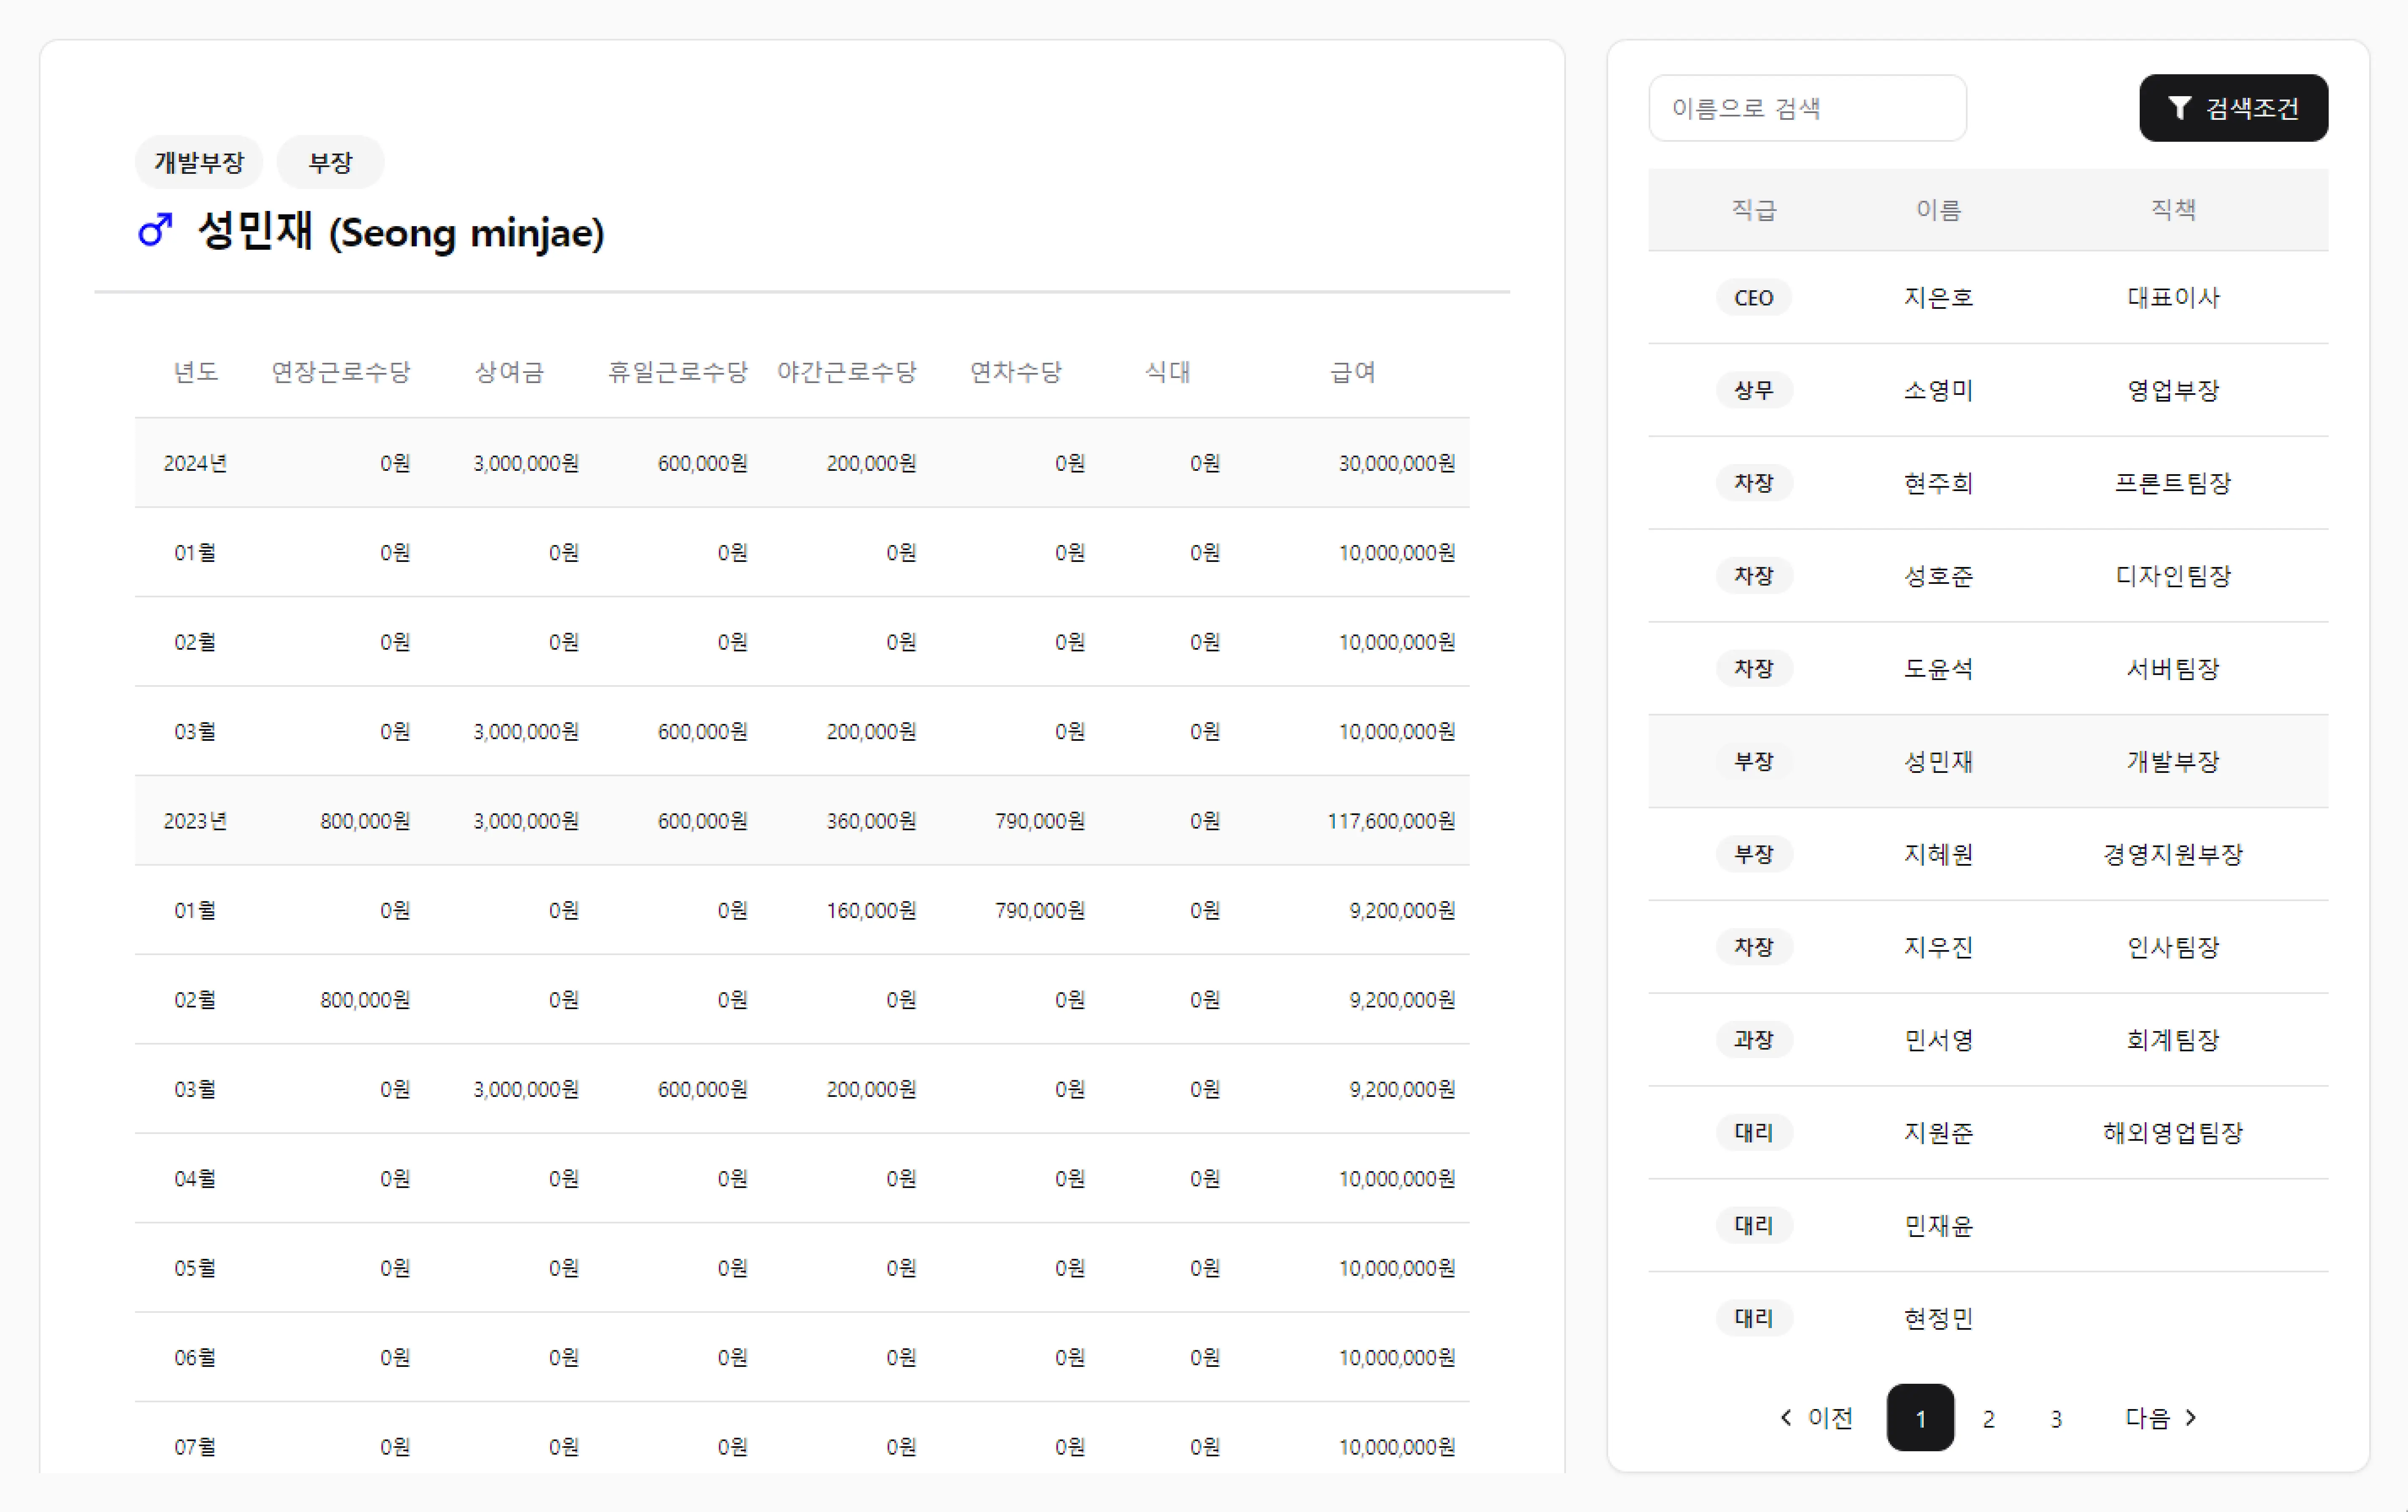 개발부장 부장
성민재 (Seong minjae)
년도 연장근로수당 상여금 휴일근로수당 야간근로수당 연차수당 식대 급여
2024년 0원 3,000,000원 600,000원 200,000원 0원 0원 30,000,000원
01월 0원 0원 0원 0원 0원 0원 10,000,000원
02월 0원 0원 0원 0원 0원 0원 10,000,000원
03월 0원 3,000,000원 600,000원 200,000원 0원 0원 10,000,000원
2023년 800,000원 3,000,000원 600,000원 360,000원 790,000원 0원 117,600,000원
01월 0원 0원 0원 160,000원 790,000원 0원 9,200,000원
02월 800,000원 0원 0원 0원 0원 0원 9,200,000원
03월 0원 3,000,000원 600,000원 200,000원 0원 0원 9,200,000원
04월 0원 0원 0원 0원 0원 0원 10,000,000원
05월 0원 0원 0원 0원 0원 0원 10,000,000원
06월 0원 0원 0원 0원 0원 0원 10,000,000원
07월 0원 0원 0원 0원 0원 0원 10,000,000원
이름으로 검색 검색조건
직급 이름 직책
CEO 지은호 대표이사
상무 소영미 영업부장
차장 현주희 프론트팀장
차장 성호준 디자인팀장
차장 도윤석 서버팀장
부장 성민재 개발부장
부장 지혜원 경영지원부장
차장 지우진 인사팀장
과장 민서영 회계팀장
대리 지원준 해외영업팀장
대리 민재윤
대리 현정민
이전 1 2 3 다음